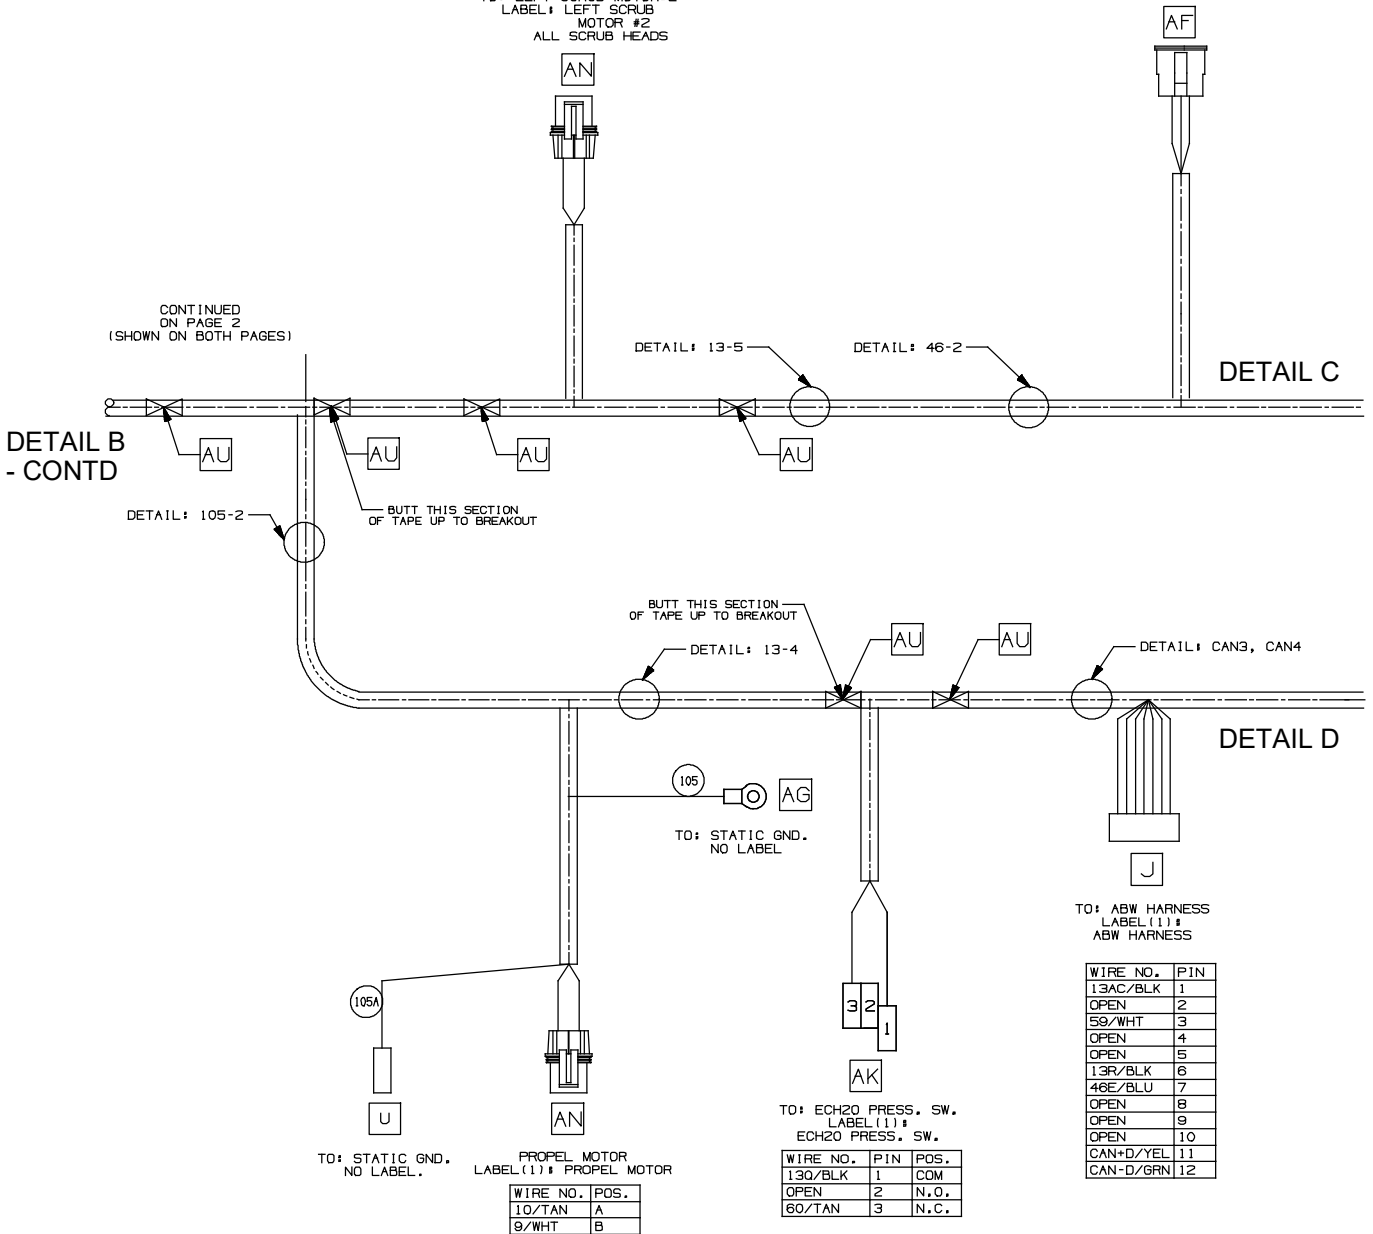 LABEL: LEFT SCRUB
MOTOR #2
ALL SCRUB HEADS
AN
AF
CONTINUED
ON PAGE 2
(SHOWN ON BOTH PAGES)
DETAIL: 13-5
DETAIL: 46-2
DETAIL C
DETAIL B
- CONTD
AU
AU
AU
AU
DETAIL: 105-2
BUTT THIS SECTION
OF TAPE UP TO BREAKOUT
BUTT THIS SECTION
OF TAPE UP TO BREAKOUT
AU
AU
DETAIL: 13-4
DETAIL: CAN3, CAN4
DETAIL D
105
AG
TO: STATIC GND.
NO LABEL
J
TO: ABW HARNESS
LABEL(1):
ABW HARNESS
WIRE NO. PIN
13AC/BLK 1
OPEN 2
59/WHT 3
OPEN 4
OPEN 5
13R/BLK 6
46E/BLU 7
OPEN 8
OPEN 9
OPEN 10
CAN+D/YEL 11
CAN-D/GRN 12
105A
3 2
1
U
TO: STATIC GND.
NO LABEL.
AN
PROPEL MOTOR
LABEL(1): PROPEL MOTOR
WIRE NO. POS.
10/TAN A
9/WHT B
AK
TO: ECH20 PRESS. SW.
LABEL(1):
ECH20 PRESS. SW.
WIRE NO. PIN POS.
13Q/BLK 1 COM
OPEN 2 N.O.
60/TAN 3 N.C.